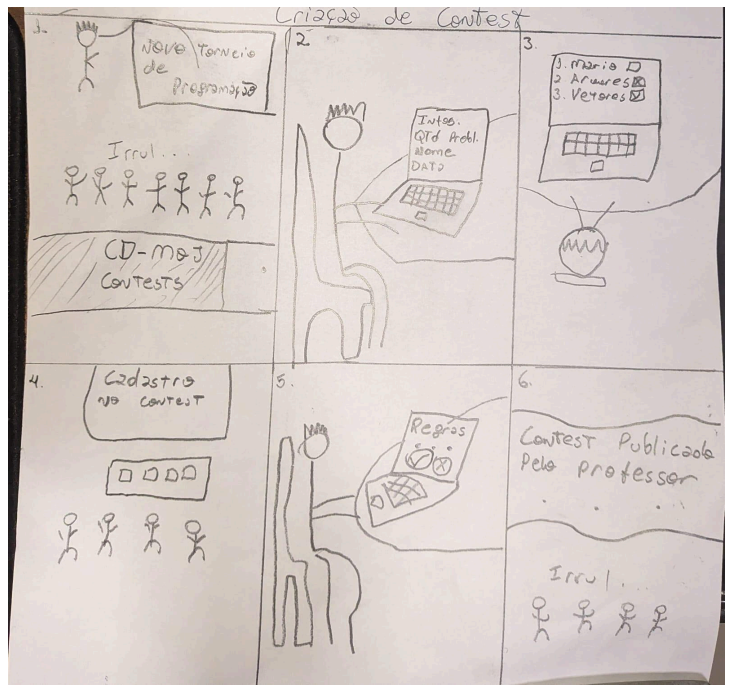 Criação de Contest
1.
Novo Torneio
de
Programação
Irrul...
CD-MOJ
CONTESTS
2.
Infos.
QTd Probl.
Nome
DATA
3.
1. Mario
2 Arvores
3. Vetores
4.
Cadastro
no contest
5.
Regras
6.
Contest Publicado
Pelo Professor
Irrul...